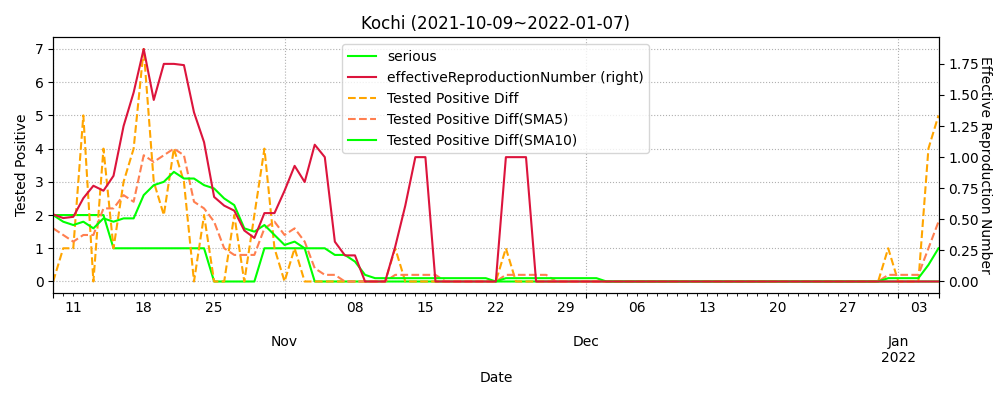 Kochi (2021-10-09~2022-01-07)
serious
effectiveReproductionNumber (right)
Tested Positive Diff
Tested Positive Diff(SMA5)
Tested Positive Diff(SMA10)
Tested Positive
7
6
5
4
3
2
1
0
1.75
1.50
1.25
1.00
0.75
0.50
0.25
0.00
Effective Reproduction Number
11 18 25 08 15 22 29 06 13 20 27 03
Nov Dec Jan
2022
Date